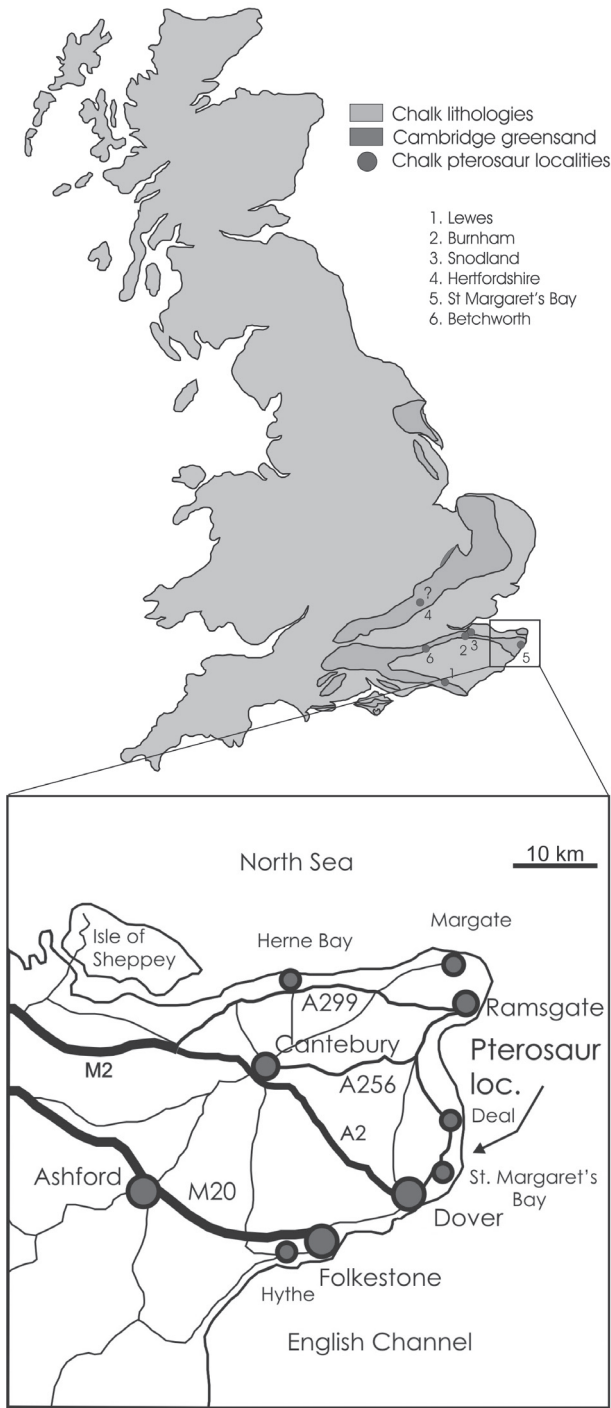 Chalk lithologies
Cambridge greensand
Chalk pterosaur localities
1. Lewes
2. Burnham
3. Snodland
4. Hertfordshire
5. St Margaret's Bay
6. Betchworth
?
4
2 3
6
5
1
10 km
North Sea
Margate
Herne Bay
Isle of
Sheppey
A299
Ramsgate
Cantebury
Pterosaur
loc.
M2
A256
Deal
A2
Ashford
M20
St. Margaret's
Bay
Dover
Folkestone
Hythe
English Channel